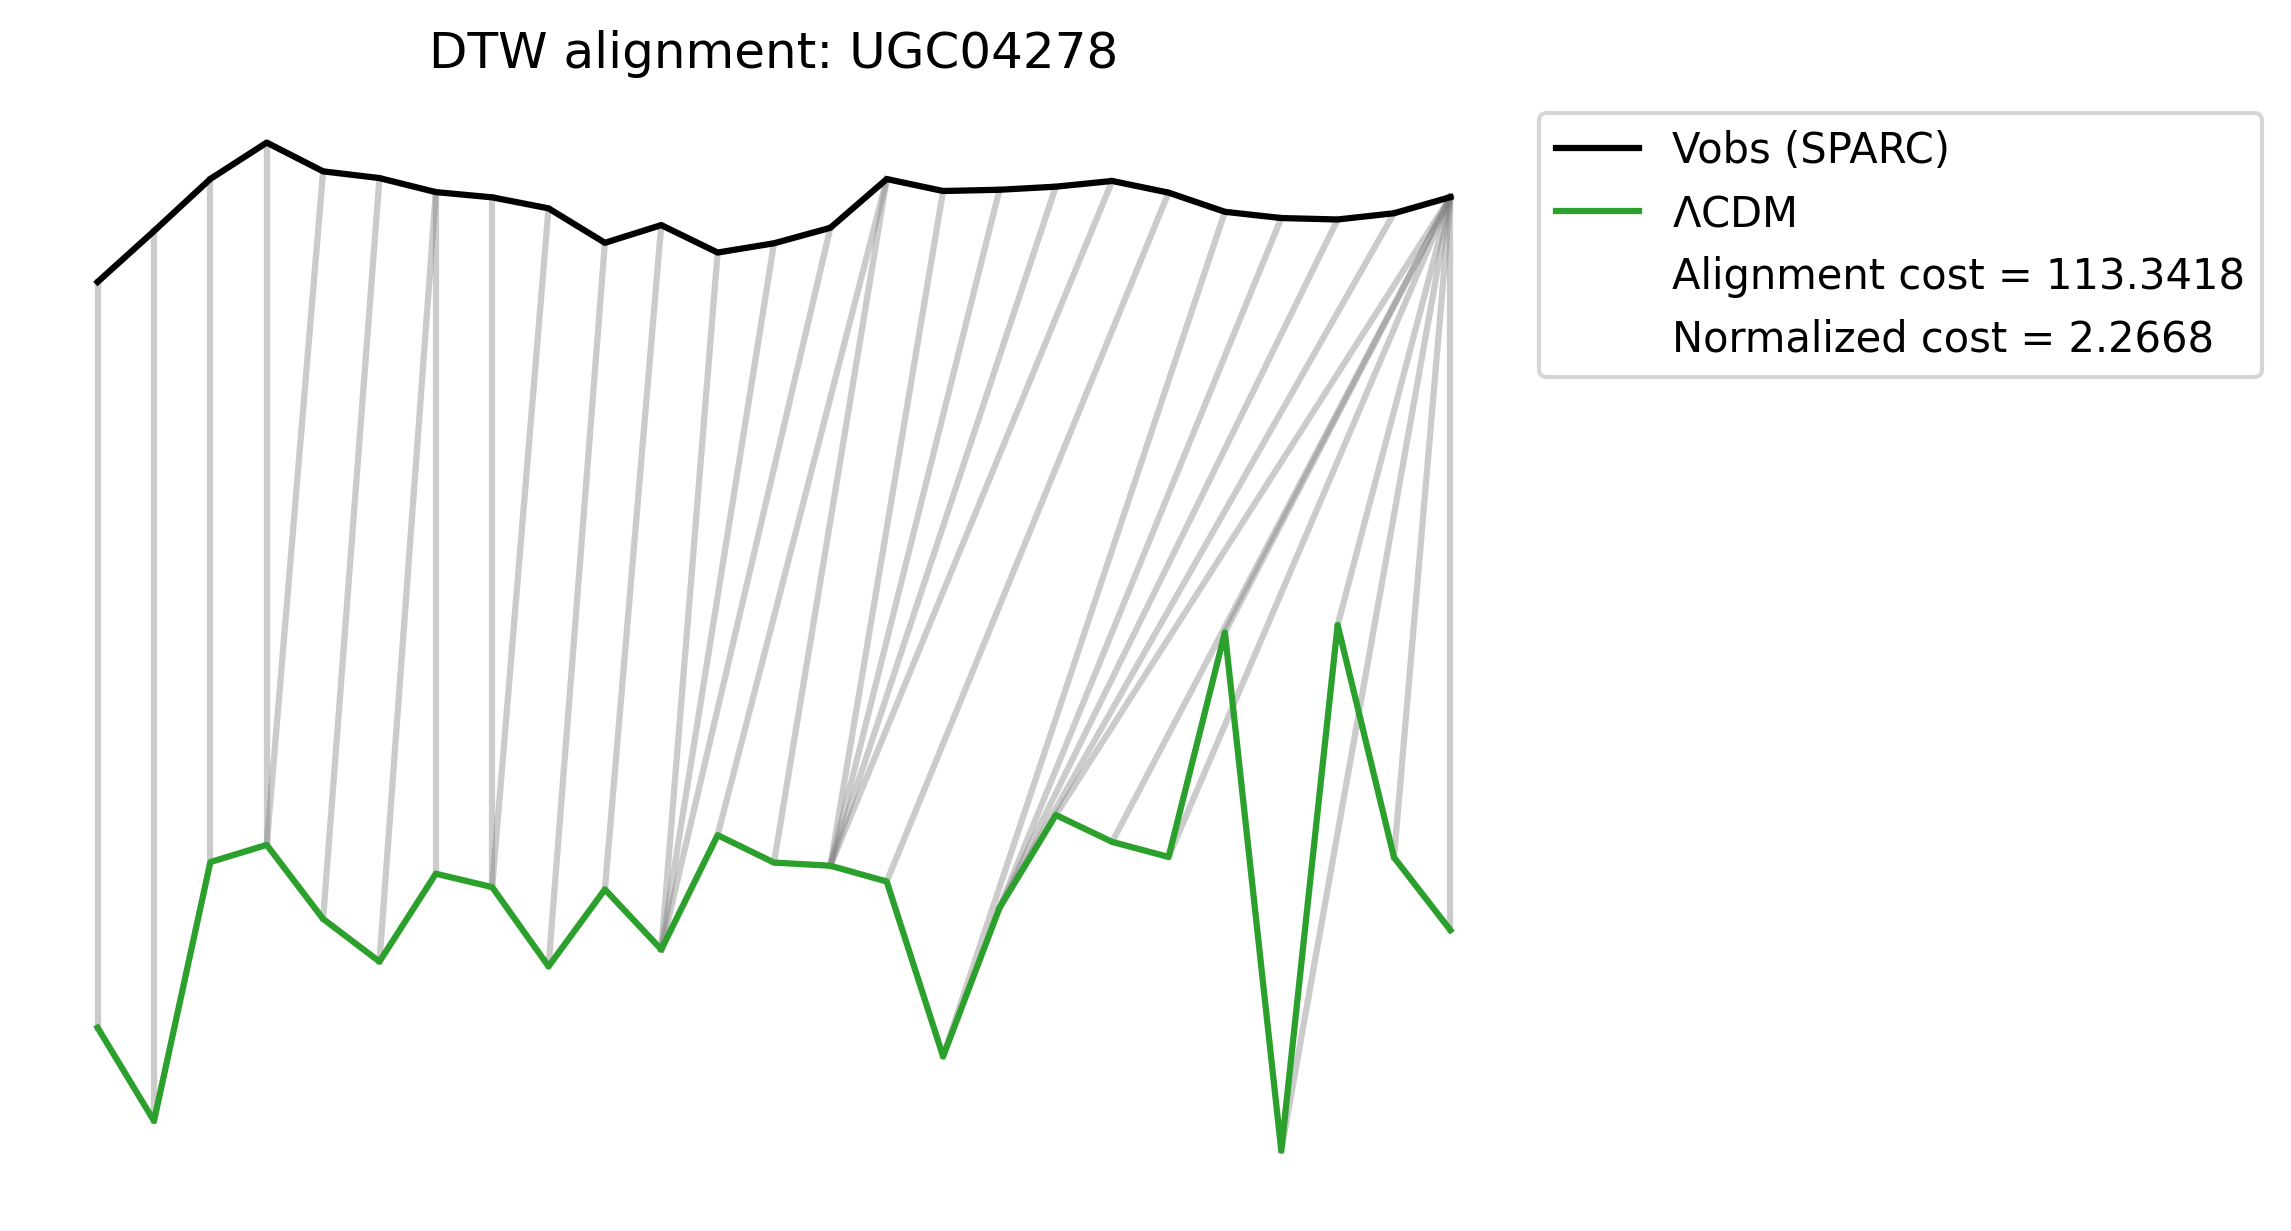 DTW alignment: UGC04278
Vobs (SPARC)
ΛCDM
Alignment cost = 113.3418
Normalized cost = 2.2668